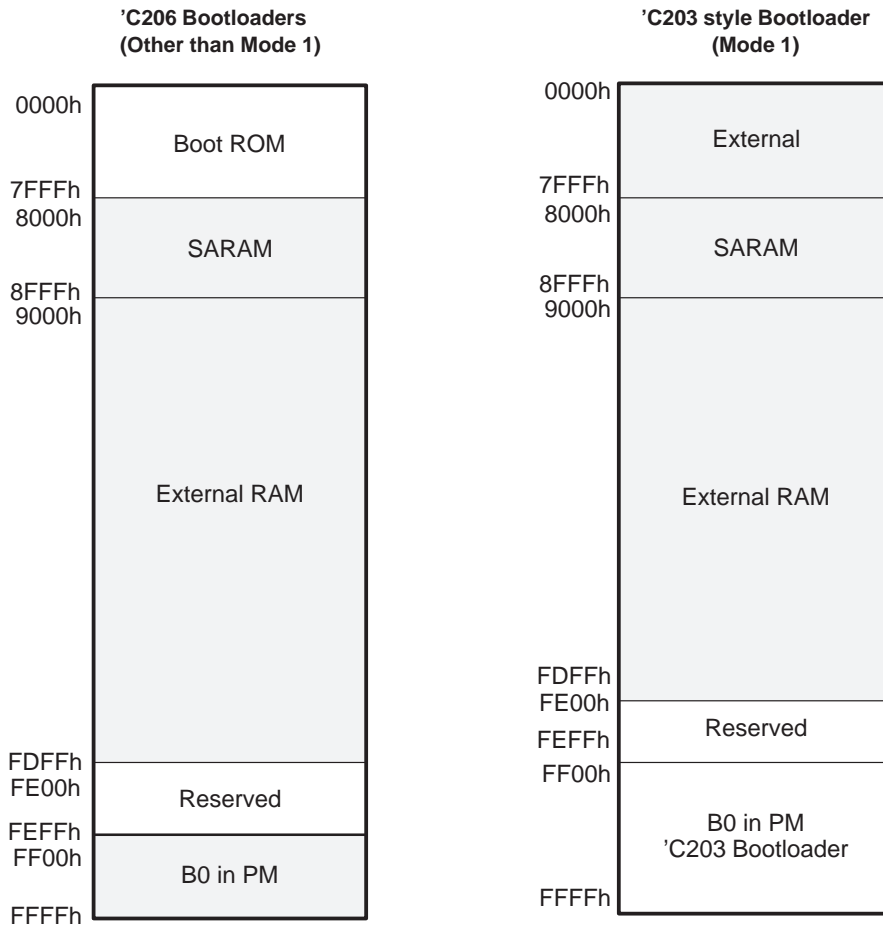 ’C206 Bootloaders
(Other than Mode 1)
0000h
Boot ROM
7FFFh
8000h
SARAM
8FFFh
9000h
External RAM
FDFFh
FE00h
Reserved
FEFFh
FF00h
B0 in PM
FFFFh
’C203 style Bootloader
(Mode 1)
0000h
External
7FFFh
8000h
SARAM
8FFFh
9000h
External RAM
FDFFh
FE00h
Reserved
FEFFh
FF00h
B0 in PM
’C203 Bootloader
FFFFh